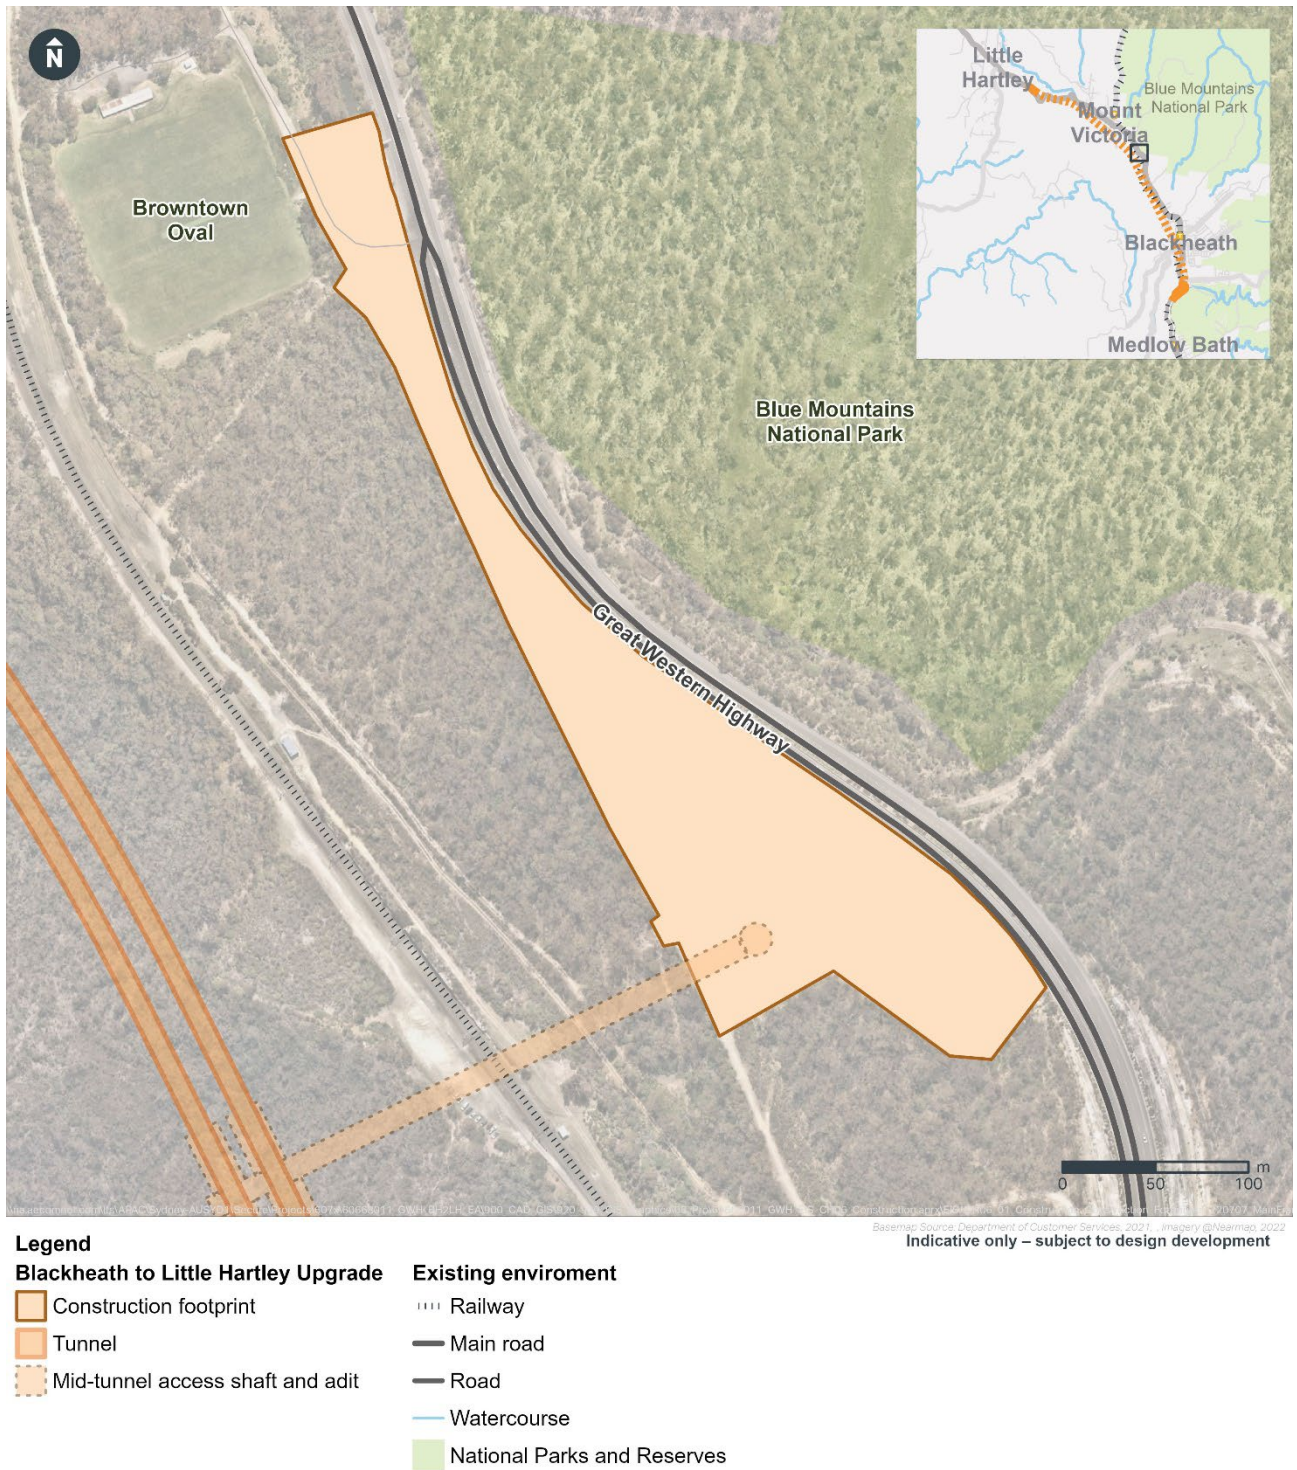 N
Little
Hartley
Blue Mountains
National Park
Mount
Victoria
Blackheath
Medlow Bath
Browntown
Oval
Blue Mountains
National Park
Great Western Highway
m
0 50 100
Basemap Source: Department of Customer Services, 2021, . Imagery @Nearmap, 2022
Indicative only – subject to design development
Legend
Blackheath to Little Hartley Upgrade
Construction footprint
Tunnel
Mid-tunnel access shaft and adit
Existing enviroment
Railway
Main road
Road
Watercourse
National Parks and Reserves